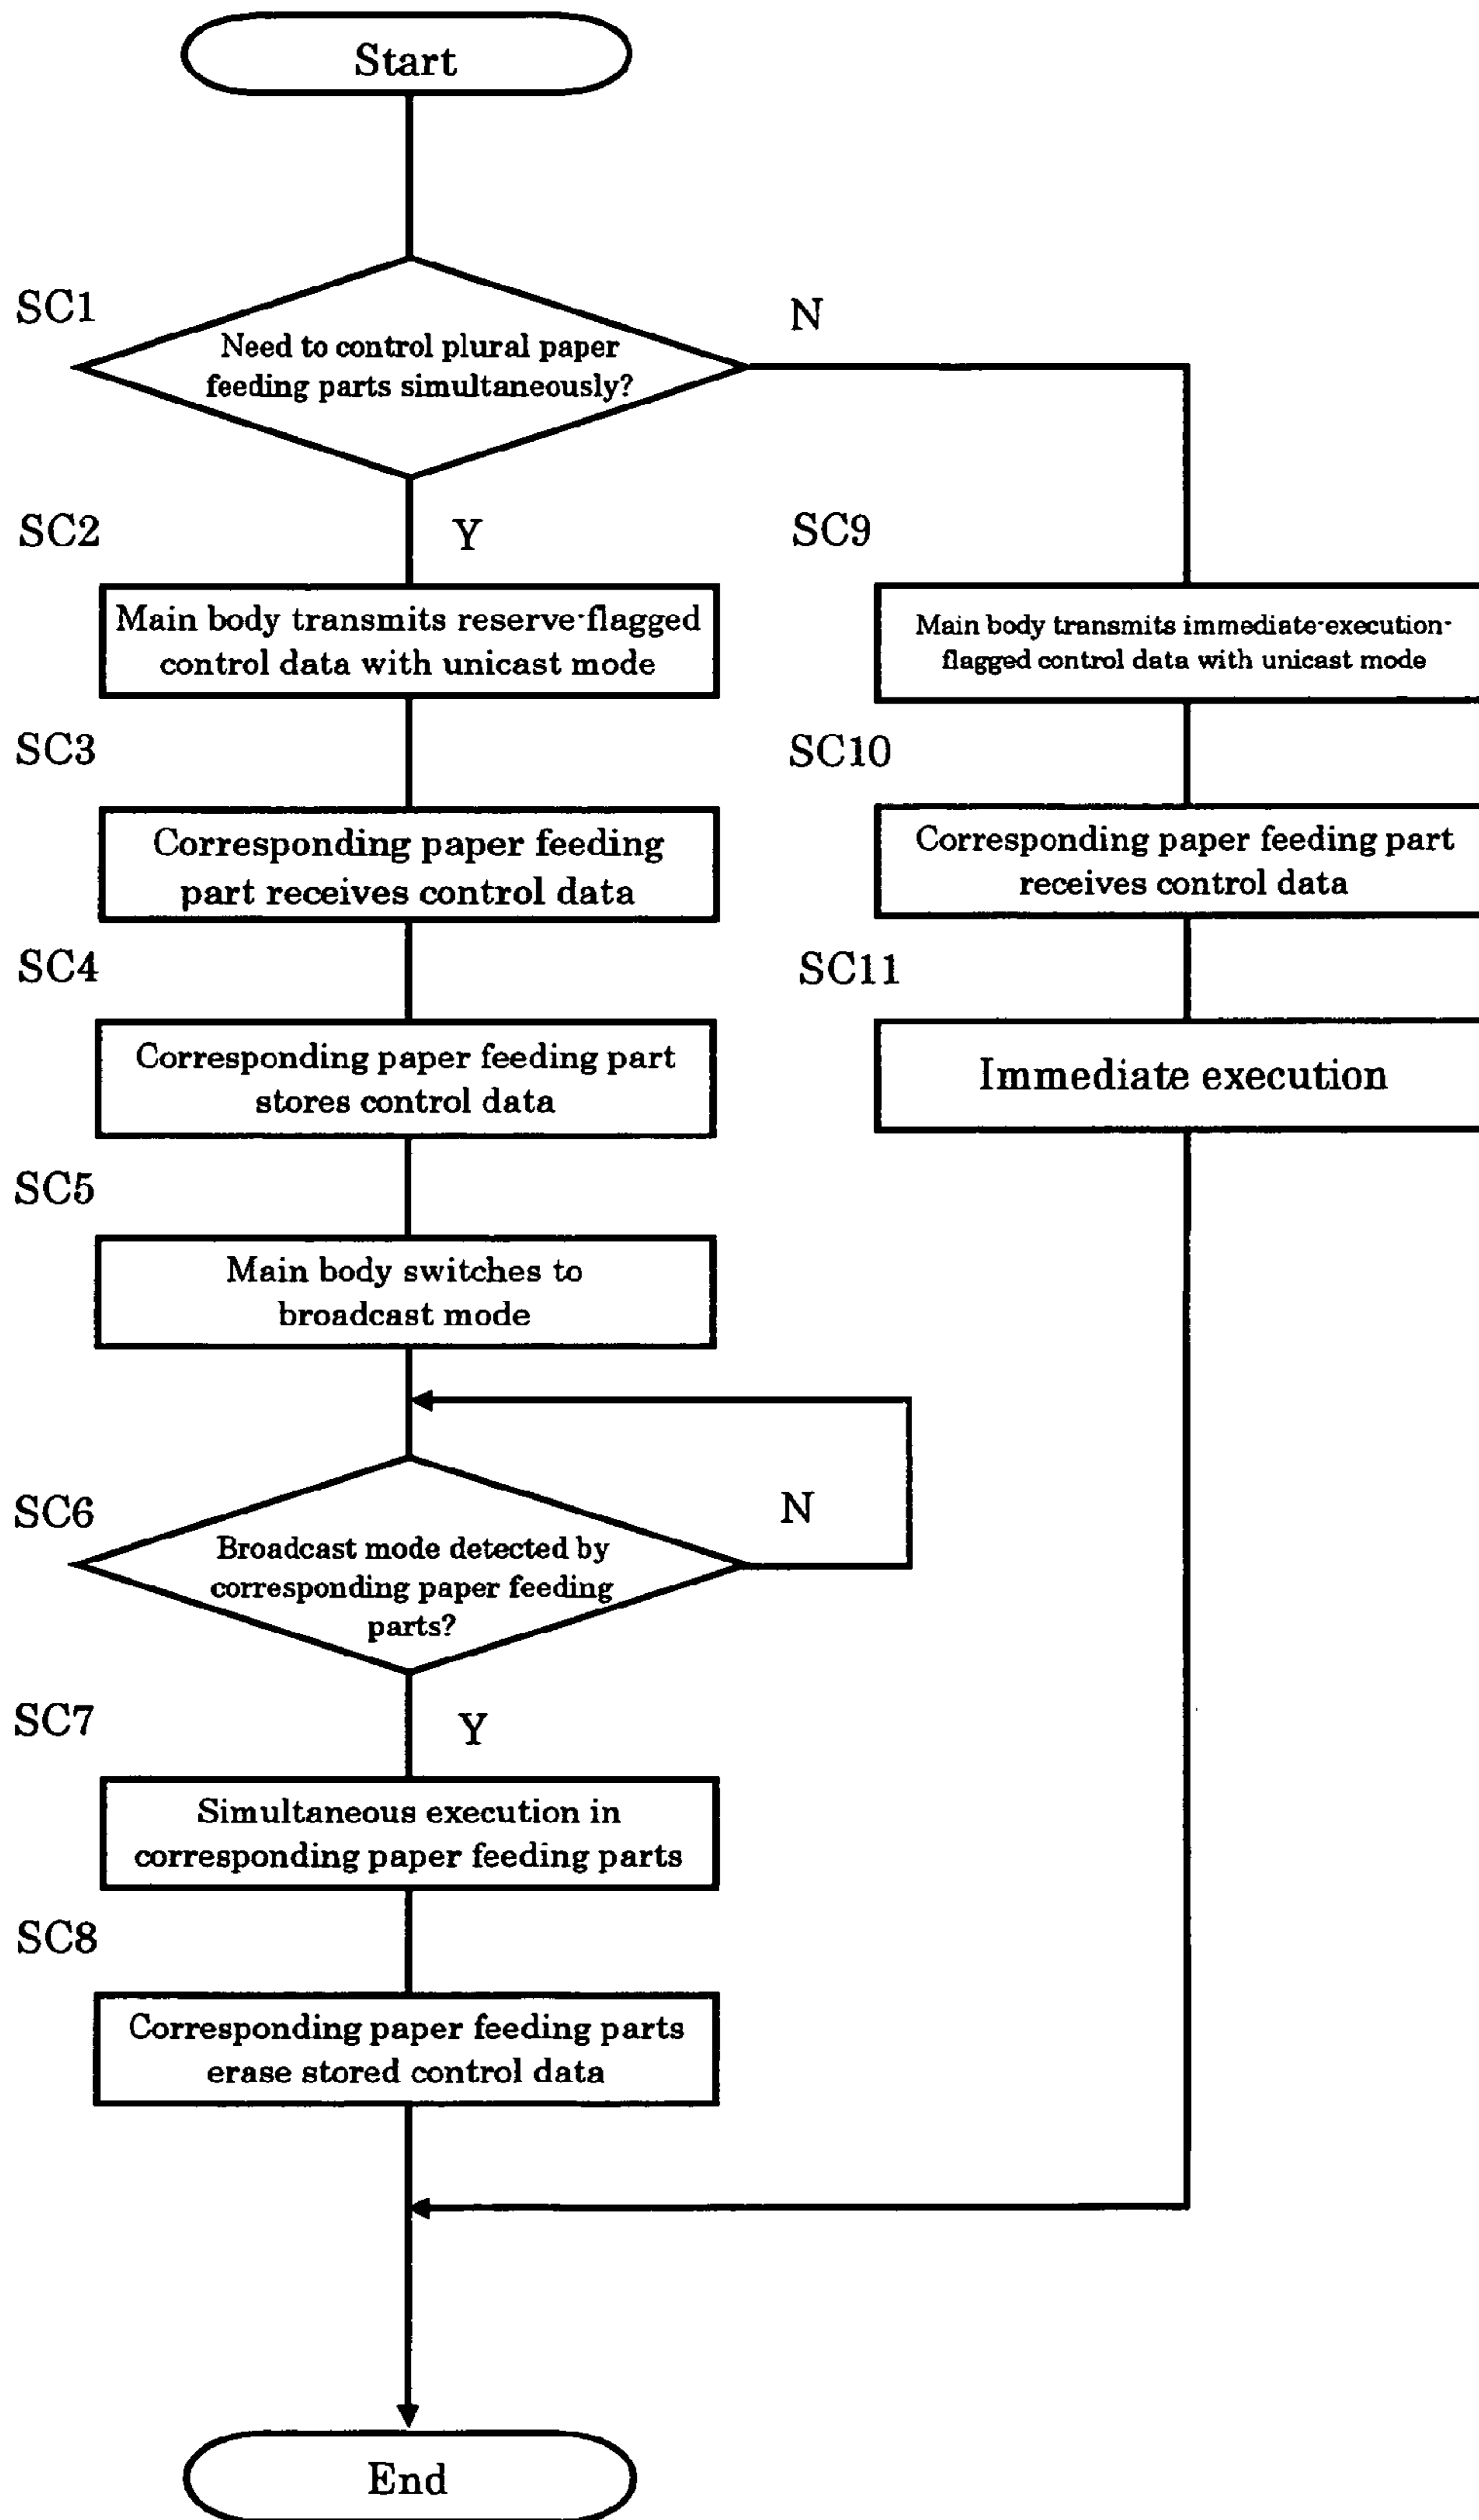 Start
SC1
N
Need to control plural paper
feeding parts simultaneously?
SC2
Y
Main body transmits reserve-flagged
control data with unicast mode
SC3
Corresponding paper feeding
part receives control data
SC4
Corresponding paper feeding part
stores control data
SC5
Main body switches to
broadcast mode
SC6
N
Broadcast mode detected by
corresponding paper feeding
parts?
SC7
Y
Simultaneous execution in
corresponding paper feeding parts
SC8
Corresponding paper feeding parts
erase stored control data
SC9
Main body transmits immediate-execution-
flagged control data with unicast mode
SC10
Corresponding paper feeding part
receives control data
SC11
Immediate execution
End